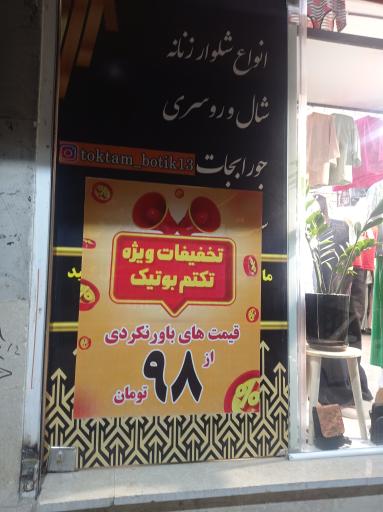 انواع شلوار زنانه
شال و روسری
جورابجات
toktam_botik13
تخفیفات ویژه
تکتم بوتیک
قیمت های باورنکردی
از ۹۸ تومان